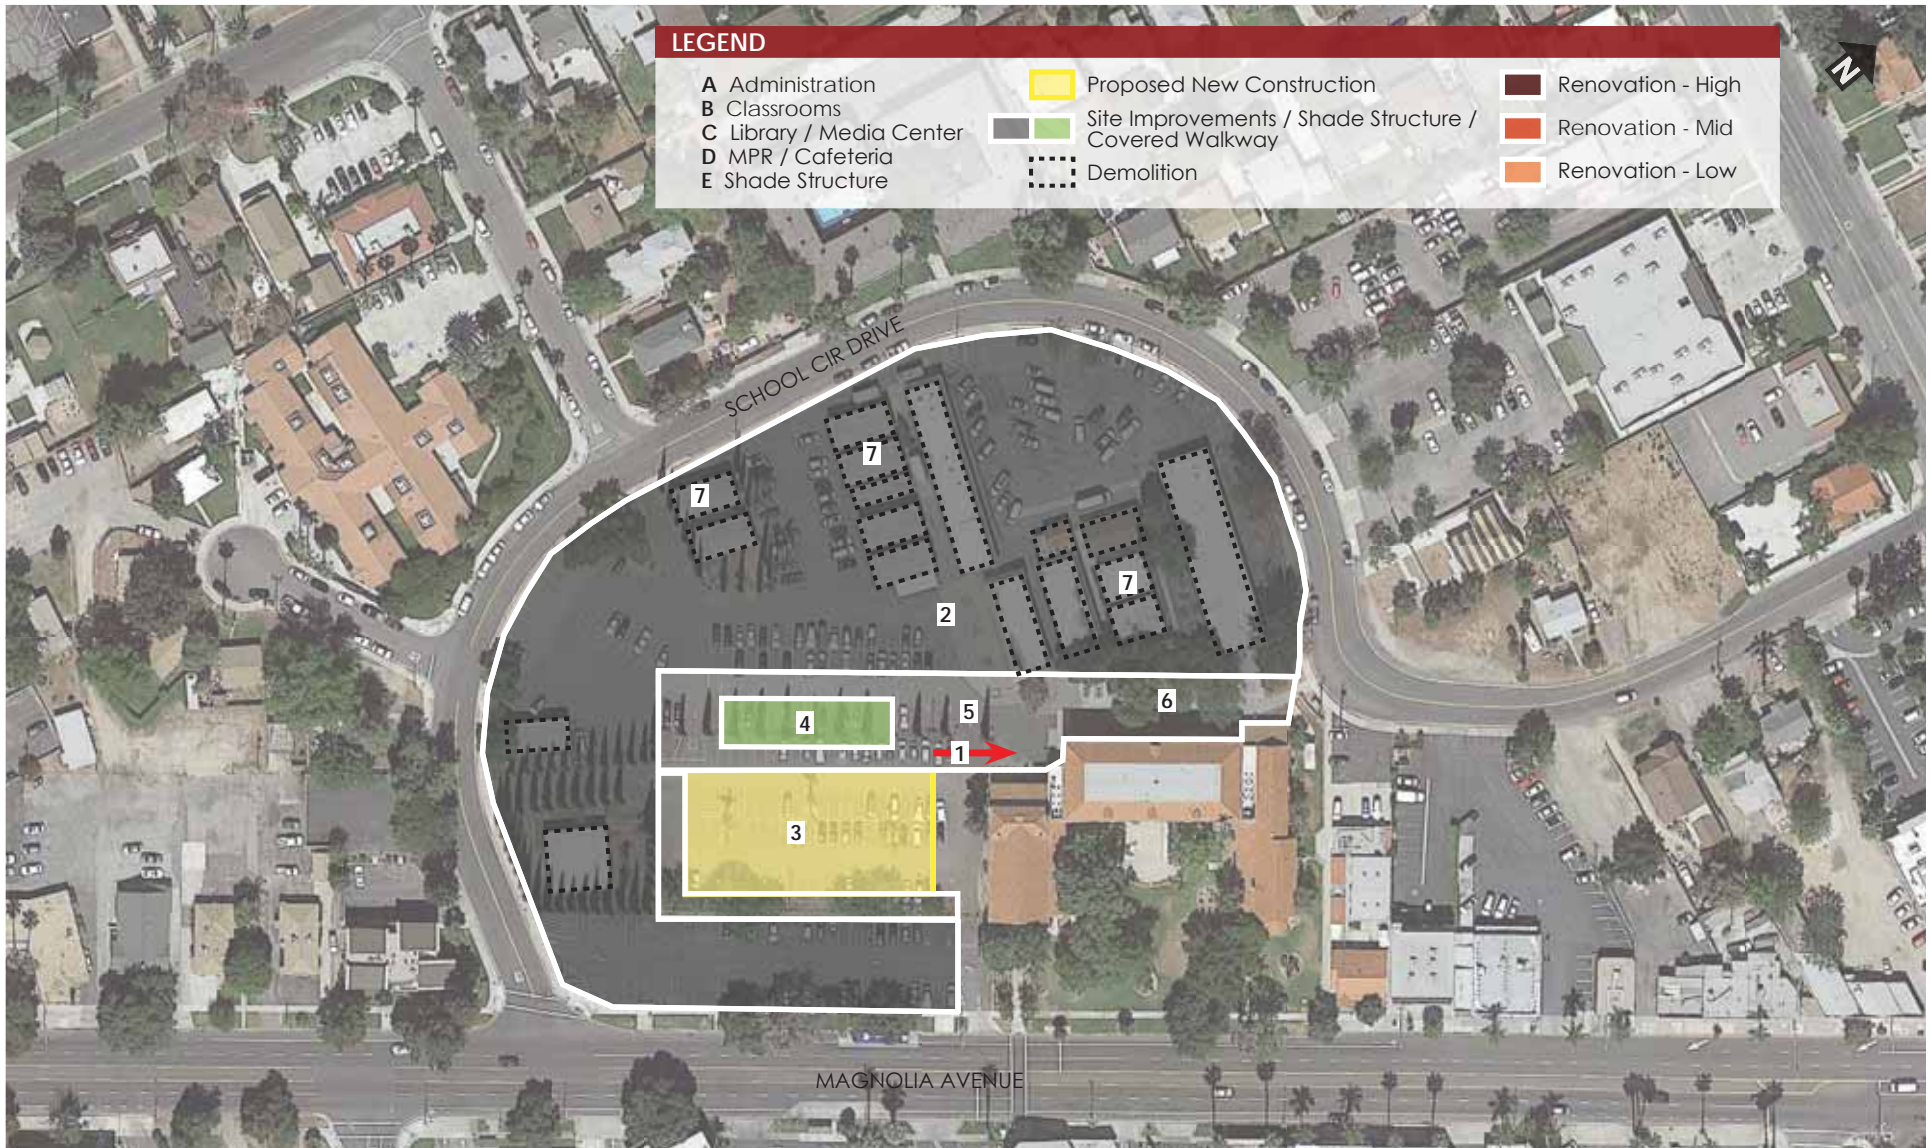 LEGEND
A Administration
B Classrooms
C Library / Media Center
D MPR / Cafeteria
E Shade Structure
Proposed New Construction
Site Improvements / Shade Structure /
Covered Walkway
Demolition
Renovation - High
Renovation - Mid
Renovation - Low
N
SCHOOL CIR DRIVE
7
7
7
2
6
5
4
1
3
MAGNOLIA AVENUE